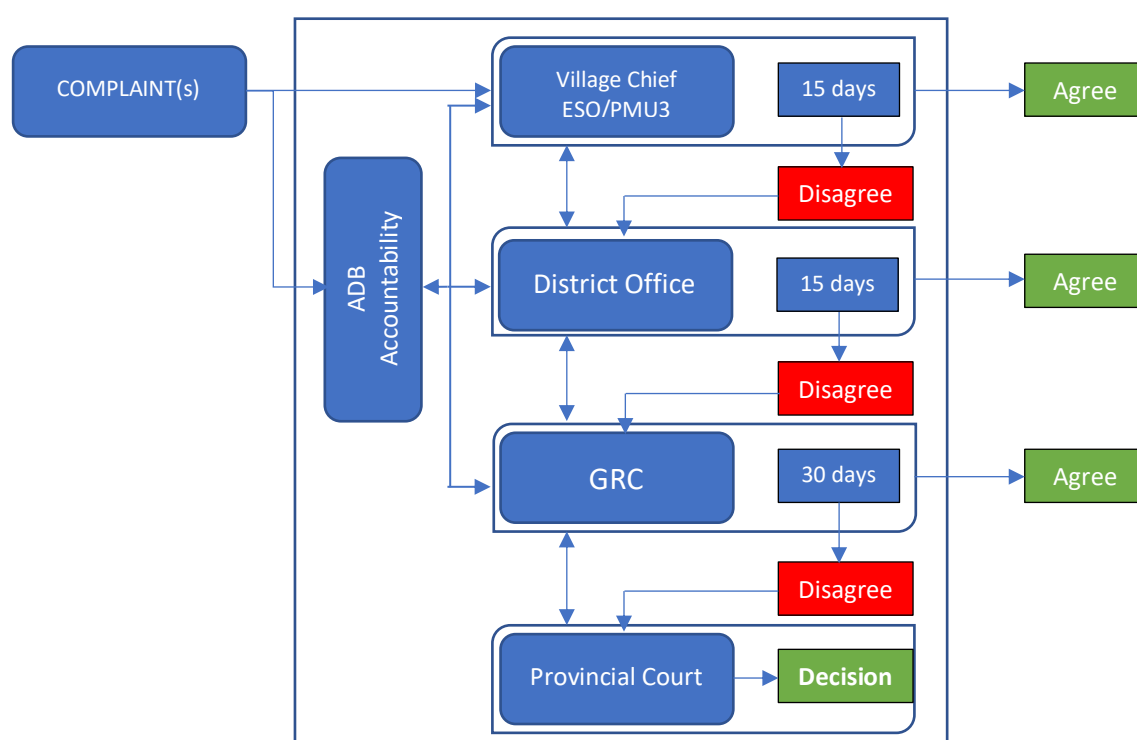 COMPLAINT(s)
Village Chief
ESO/PMU3
15 days
Agree
Disagree
ADB
Accountability
District Office
15 days
Agree
Disagree
GRC
30 days
Agree
Disagree
Provincial Court
Decision